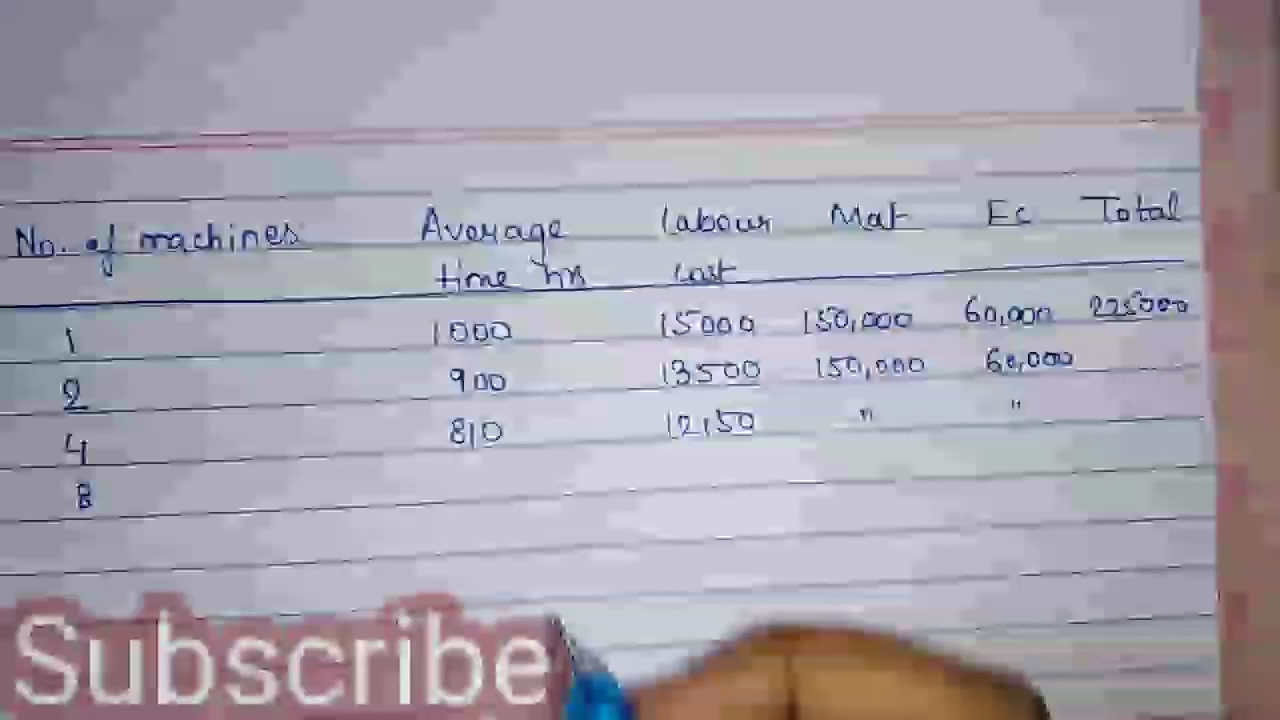 No. of machines Average labour Mat Ec Total
time hrs cost
1 1000 15000 150,000 60,000 225000
2 900 13500 150,000 60,000
4 810 12150 " "
8
Subscribe